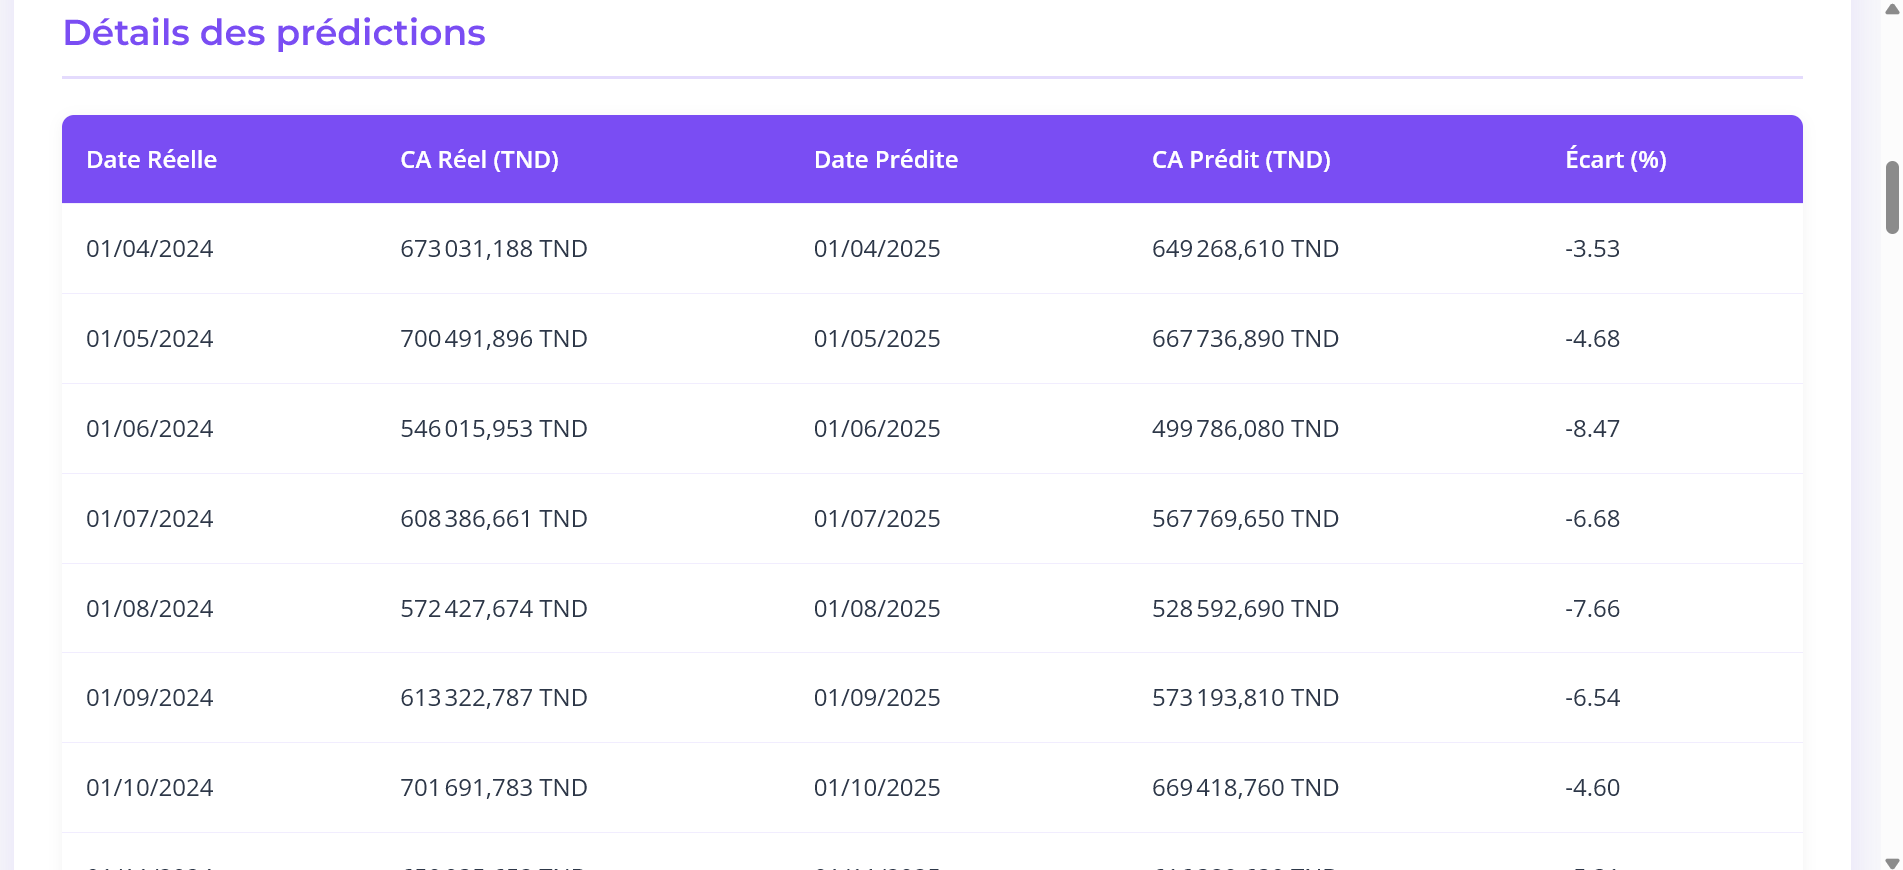 Détails des prédictions
Date Réelle CA Réel (TND) Date Prédite CA Prédit (TND) Écart (%)
01/04/2024 673 031,188 TND 01/04/2025 649 268,610 TND -3.53
01/05/2024 700 491,896 TND 01/05/2025 667 736,890 TND -4.68
01/06/2024 546 015,953 TND 01/06/2025 499 786,080 TND -8.47
01/07/2024 608 386,661 TND 01/07/2025 567 769,650 TND -6.68
01/08/2024 572 427,674 TND 01/08/2025 528 592,690 TND -7.66
01/09/2024 613 322,787 TND 01/09/2025 573 193,810 TND -6.54
01/10/2024 701 691,783 TND 01/10/2025 669 418,760 TND -4.60